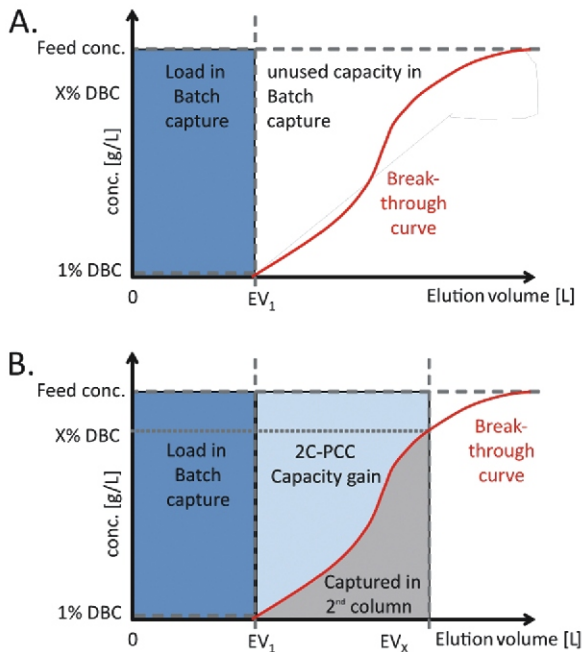 A.
Feed conc.
Load in
Batch
capture
unused capacity in
Batch
capture
X% DBC
conc. [g/L]
Break-
through
curve
1% DBC
0
EV₁
Elution volume [L]
B.
Feed conc.
X% DBC
Load in
Batch
capture
2C-PCC
Capacity gain
Break-
through
curve
conc. [g/L]
Captured in
2ⁿᵈ column
1% DBC
0
EV₁
EVₓ
Elution volume [L]